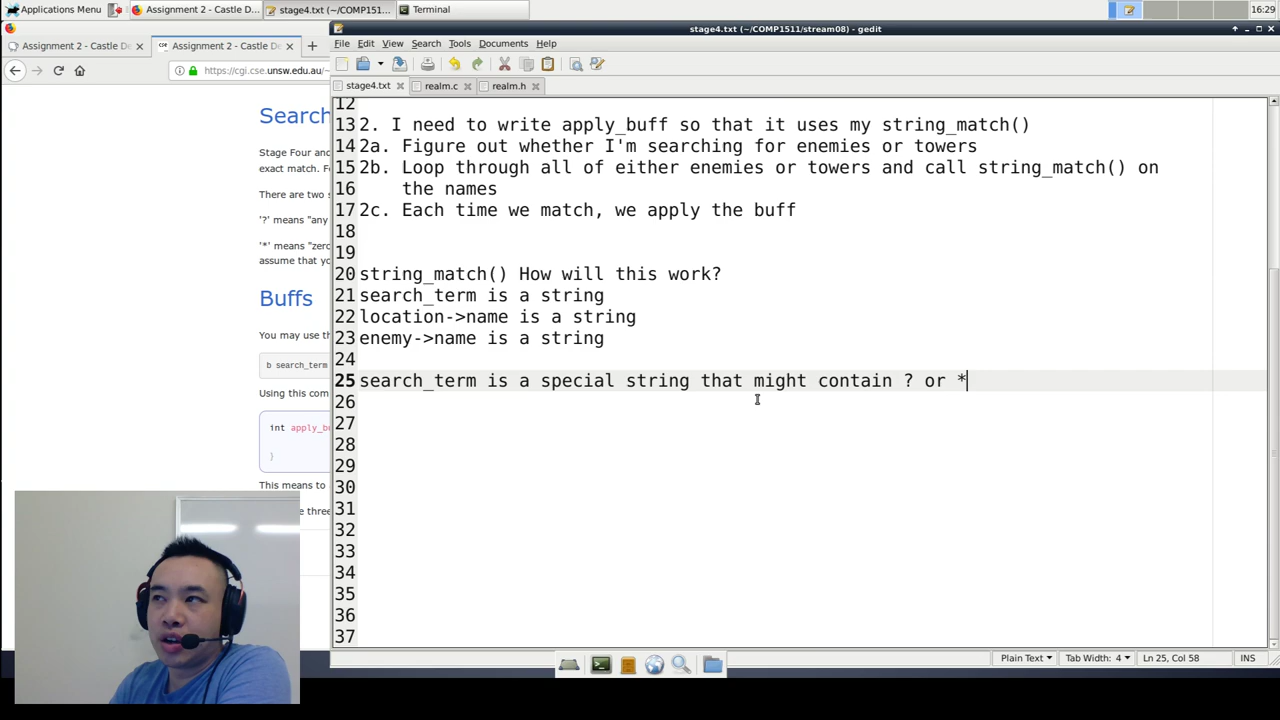 Applications Menu
Assignment 2 - Castle D...
stage4.txt (~/COMP151...
Terminal
16:29
stage4.txt (~/COMP1511/stream08) - gedit
Assignment 2 - Castle De
Assignment 2 - Castle De
File Edit View Search Tools Documents Help
https://cgi.cse.unsw.edu.au/~
stage4.txt realm.c realm.h
Search
Stage Four and
exact match. F
There are two s
'?' means "any
'*' means "zero
assume that yo
Buffs
You may use th
b search_term
Using this com
int apply_bu
}
This means to
e three
12
13 2. I need to write apply_buff so that it uses my string_match()
14 2a. Figure out whether I'm searching for enemies or towers
15 2b. Loop through all of either enemies or towers and call string_match() on
16 the names
17 2c. Each time we match, we apply the buff
18
19
20 string_match() How will this work?
21 search_term is a string
22 location->name is a string
23 enemy->name is a string
24
25 search_term is a special string that might contain ? or *
26
27
28
29
30
31
32
33
34
35
36
37
Plain Text Tab Width: 4 Ln 25, Col 58 INS